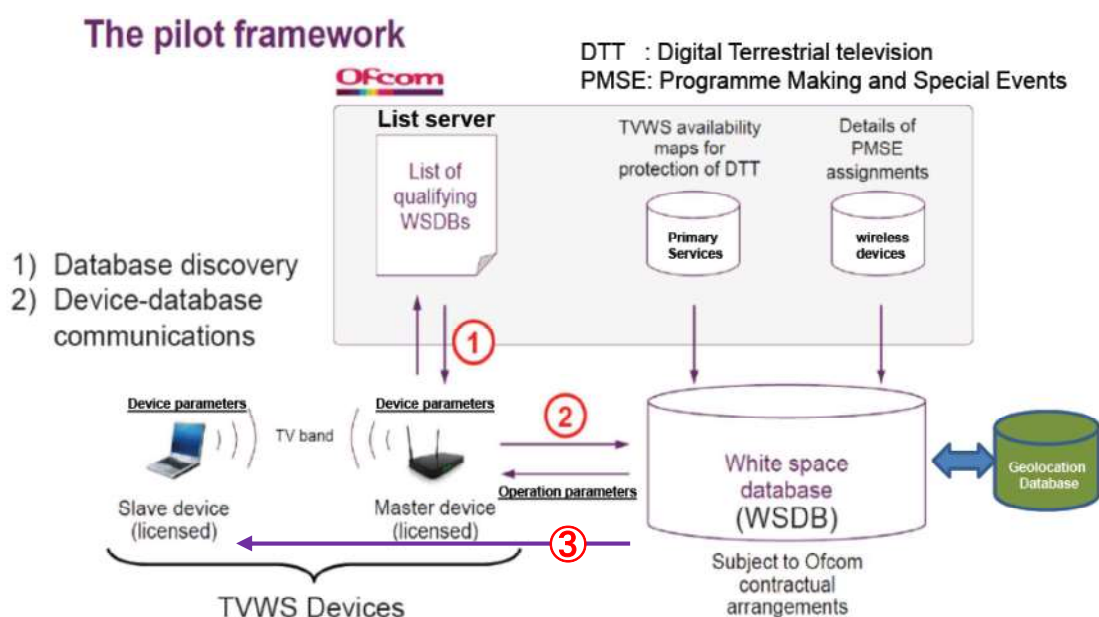 The pilot framework
DTT : Digital Terrestrial television
PMSE: Programme Making and Special Events
Ofcom
List server
List of
qualifying
WSDBs
TVWS availability
maps for
protection of DTT
Primary
Services
Details of
PMSE
assignments
wireless
devices
1) Database discovery
2) Device-database
communications
1
Device parameters
TV band
Device parameters
2
Operation parameters
Slave device
(licensed)
Master device
(licensed)
3
TVWS Devices
White space
database
(WSDB)
Subject to Ofcom
contractual
arrangements
Geolocation
Database